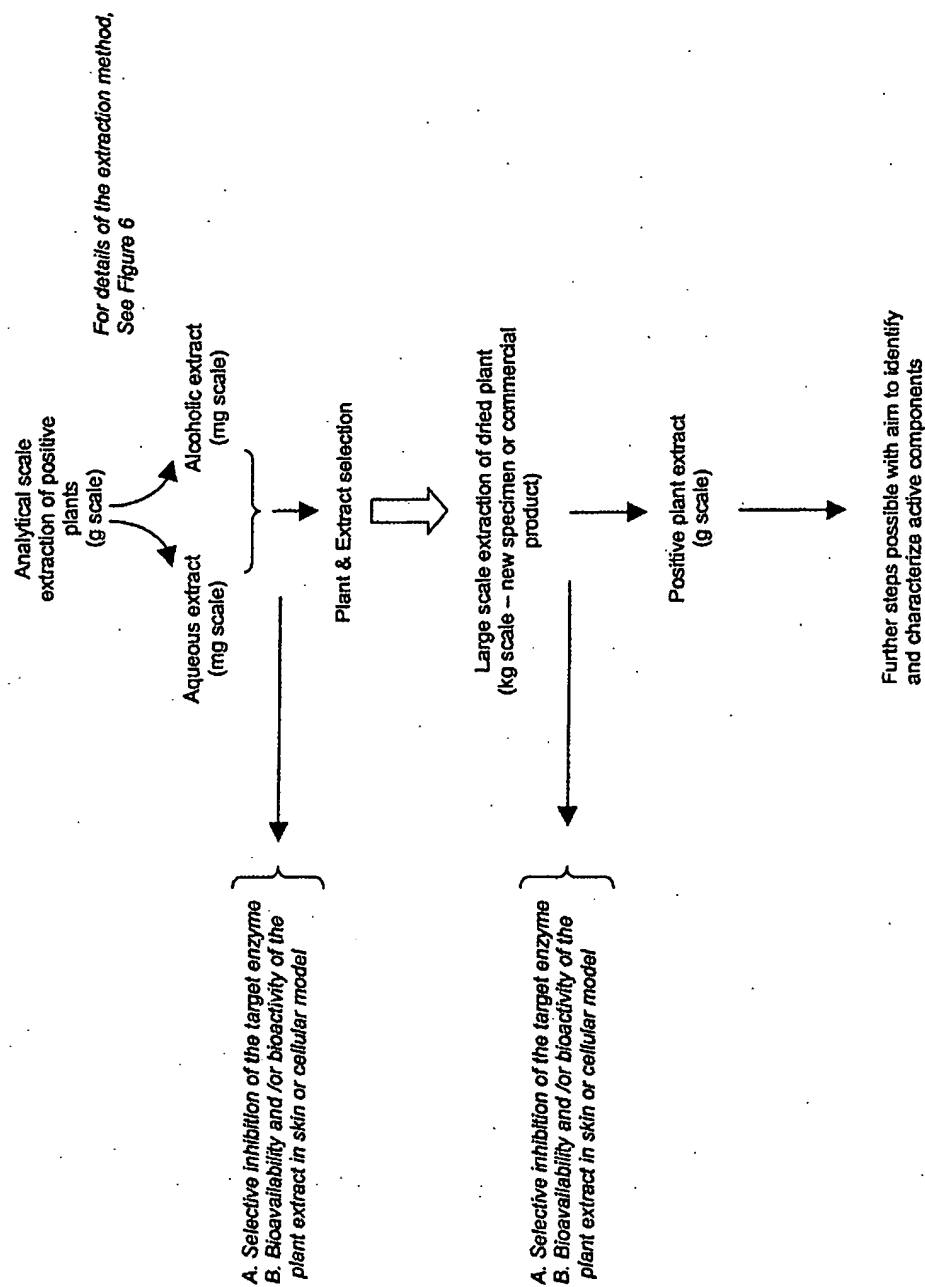 Analytical scale
extraction of positive
plants
(g scale)
For details of the extraction method,
See Figure 6
Aqueous extract
(mg scale)
Alcoholic extract
(mg scale)
A. Selective inhibition of the target enzyme
B. Bioavailability and /or bioactivity of the
plant extract in skin or cellular model
Plant & Extract selection
Large scale extraction of dried plant
(kg scale – new specimen or commercial
product)
A. Selective inhibition of the target enzyme
B. Bioavailability and /or bioactivity of the
plant extract in skin or cellular model
Positive plant extract
(g scale)
Further steps possible with aim to identify
and characterize active components